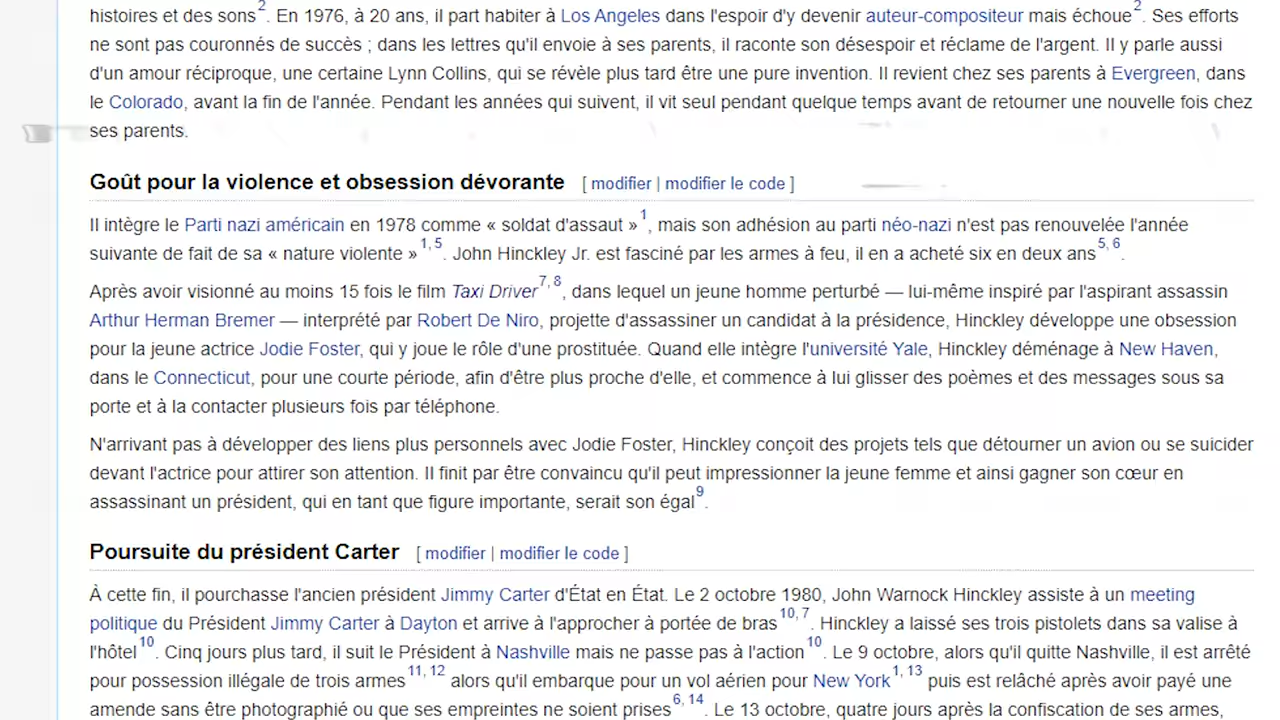 histoires et des sons2. En 1976, à 20 ans, il part habiter à Los Angeles dans l'espoir d'y devenir auteur-compositeur mais échoue2. Ses efforts
ne sont pas couronnés de succès ; dans les lettres qu'il envoie à ses parents, il raconte son désespoir et réclame de l'argent. Il y parle aussi
d'un amour réciproque, une certaine Lynn Collins, qui se révèle plus tard être une pure invention. Il revient chez ses parents à Evergreen, dans
le Colorado, avant la fin de l'année. Pendant les années qui suivent, il vit seul pendant quelque temps avant de retourner une nouvelle fois chez
ses parents.
Goût pour la violence et obsession dévorante [ modifier | modifier le code ]
Il intègre le Parti nazi américain en 1978 comme « soldat d'assaut »1, mais son adhésion au parti néo-nazi n'est pas renouvelée l'année
suivante de fait de sa « nature violente »1, 5. John Hinckley Jr. est fasciné par les armes à feu, il en a acheté six en deux ans5, 6.
Après avoir visionné au moins 15 fois le film Taxi Driver7, 8, dans lequel un jeune homme perturbé — lui-même inspiré par l'aspirant assassin
Arthur Herman Bremer — interprété par Robert De Niro, projette d'assassiner un candidat à la présidence, Hinckley développe une obsession
pour la jeune actrice Jodie Foster, qui y joue le rôle d'une prostituée. Quand elle intègre l'université Yale, Hinckley déménage à New Haven,
dans le Connecticut, pour une courte période, afin d'être plus proche d'elle, et commence à lui glisser des poèmes et des messages sous sa
porte et à la contacter plusieurs fois par téléphone.
N'arrivant pas à développer des liens plus personnels avec Jodie Foster, Hinckley conçoit des projets tels que détourner un avion ou se suicider
devant l'actrice pour attirer son attention. Il finit par être convaincu qu'il peut impressionner la jeune femme et ainsi gagner son cœur en
assassinant un président, qui en tant que figure importante, serait son égal9.
Poursuite du président Carter [ modifier | modifier le code ]
À cette fin, il pourchasse l'ancien président Jimmy Carter d'État en État. Le 2 octobre 1980, John Warnock Hinckley assiste à un meeting
politique du Président Jimmy Carter à Dayton et arrive à l'approcher à portée de bras10, 7. Hinckley a laissé ses trois pistolets dans sa valise à
l'hôtel10. Cinq jours plus tard, il suit le Président à Nashville mais ne passe pas à l'action10. Le 9 octobre, alors qu'il quitte Nashville, il est arrêté
pour possession illégale de trois armes11, 12 alors qu'il embarque pour un vol aérien pour New York1, 13 puis est relâché après avoir payé une
amende sans être photographié ou que ses empreintes ne soient prises6, 14. Le 13 octobre, quatre jours après la confiscation de ses armes,